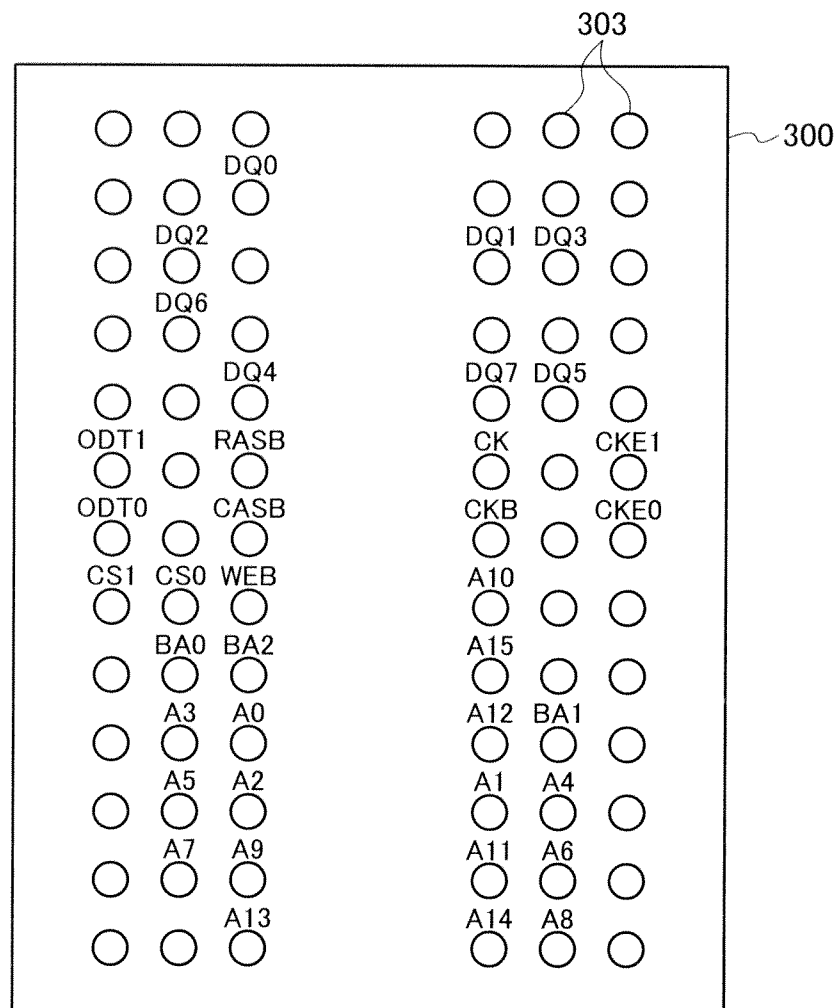 303
300
DQ0
DQ2 DQ1 DQ3
DQ6
DQ4 DQ7 DQ5
ODT1 RASB CK CKE1
ODT0 CASB CKB CKE0
CS1 CS0 WEB A10
BA0 BA2 A15
A3 A0 A12 BA1
A5 A2 A1 A4
A7 A9 A11 A6
A13 A14 A8